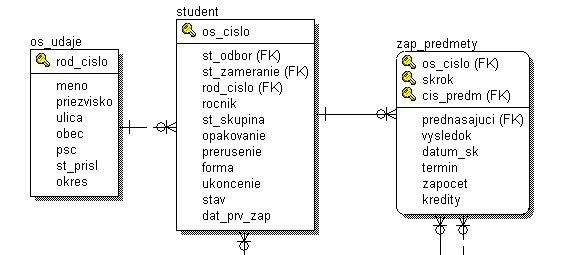 os_udaje
rod_cislo
meno
priezvisko
ulica
obec
psc
st_prisl
okres
student
os_cislo
st_odbor (FK)
st_zameranie (FK)
rod_cislo (FK)
rocnik
st_skupina
opakovanie
prerusenie
forma
ukoncenie
stav
dat_prv_zap
zap_predmety
os_cislo (FK)
skrok
cis_predm (FK)
prednasajuci (FK)
vysledok
datum_sk
termin
zapocet
kredity